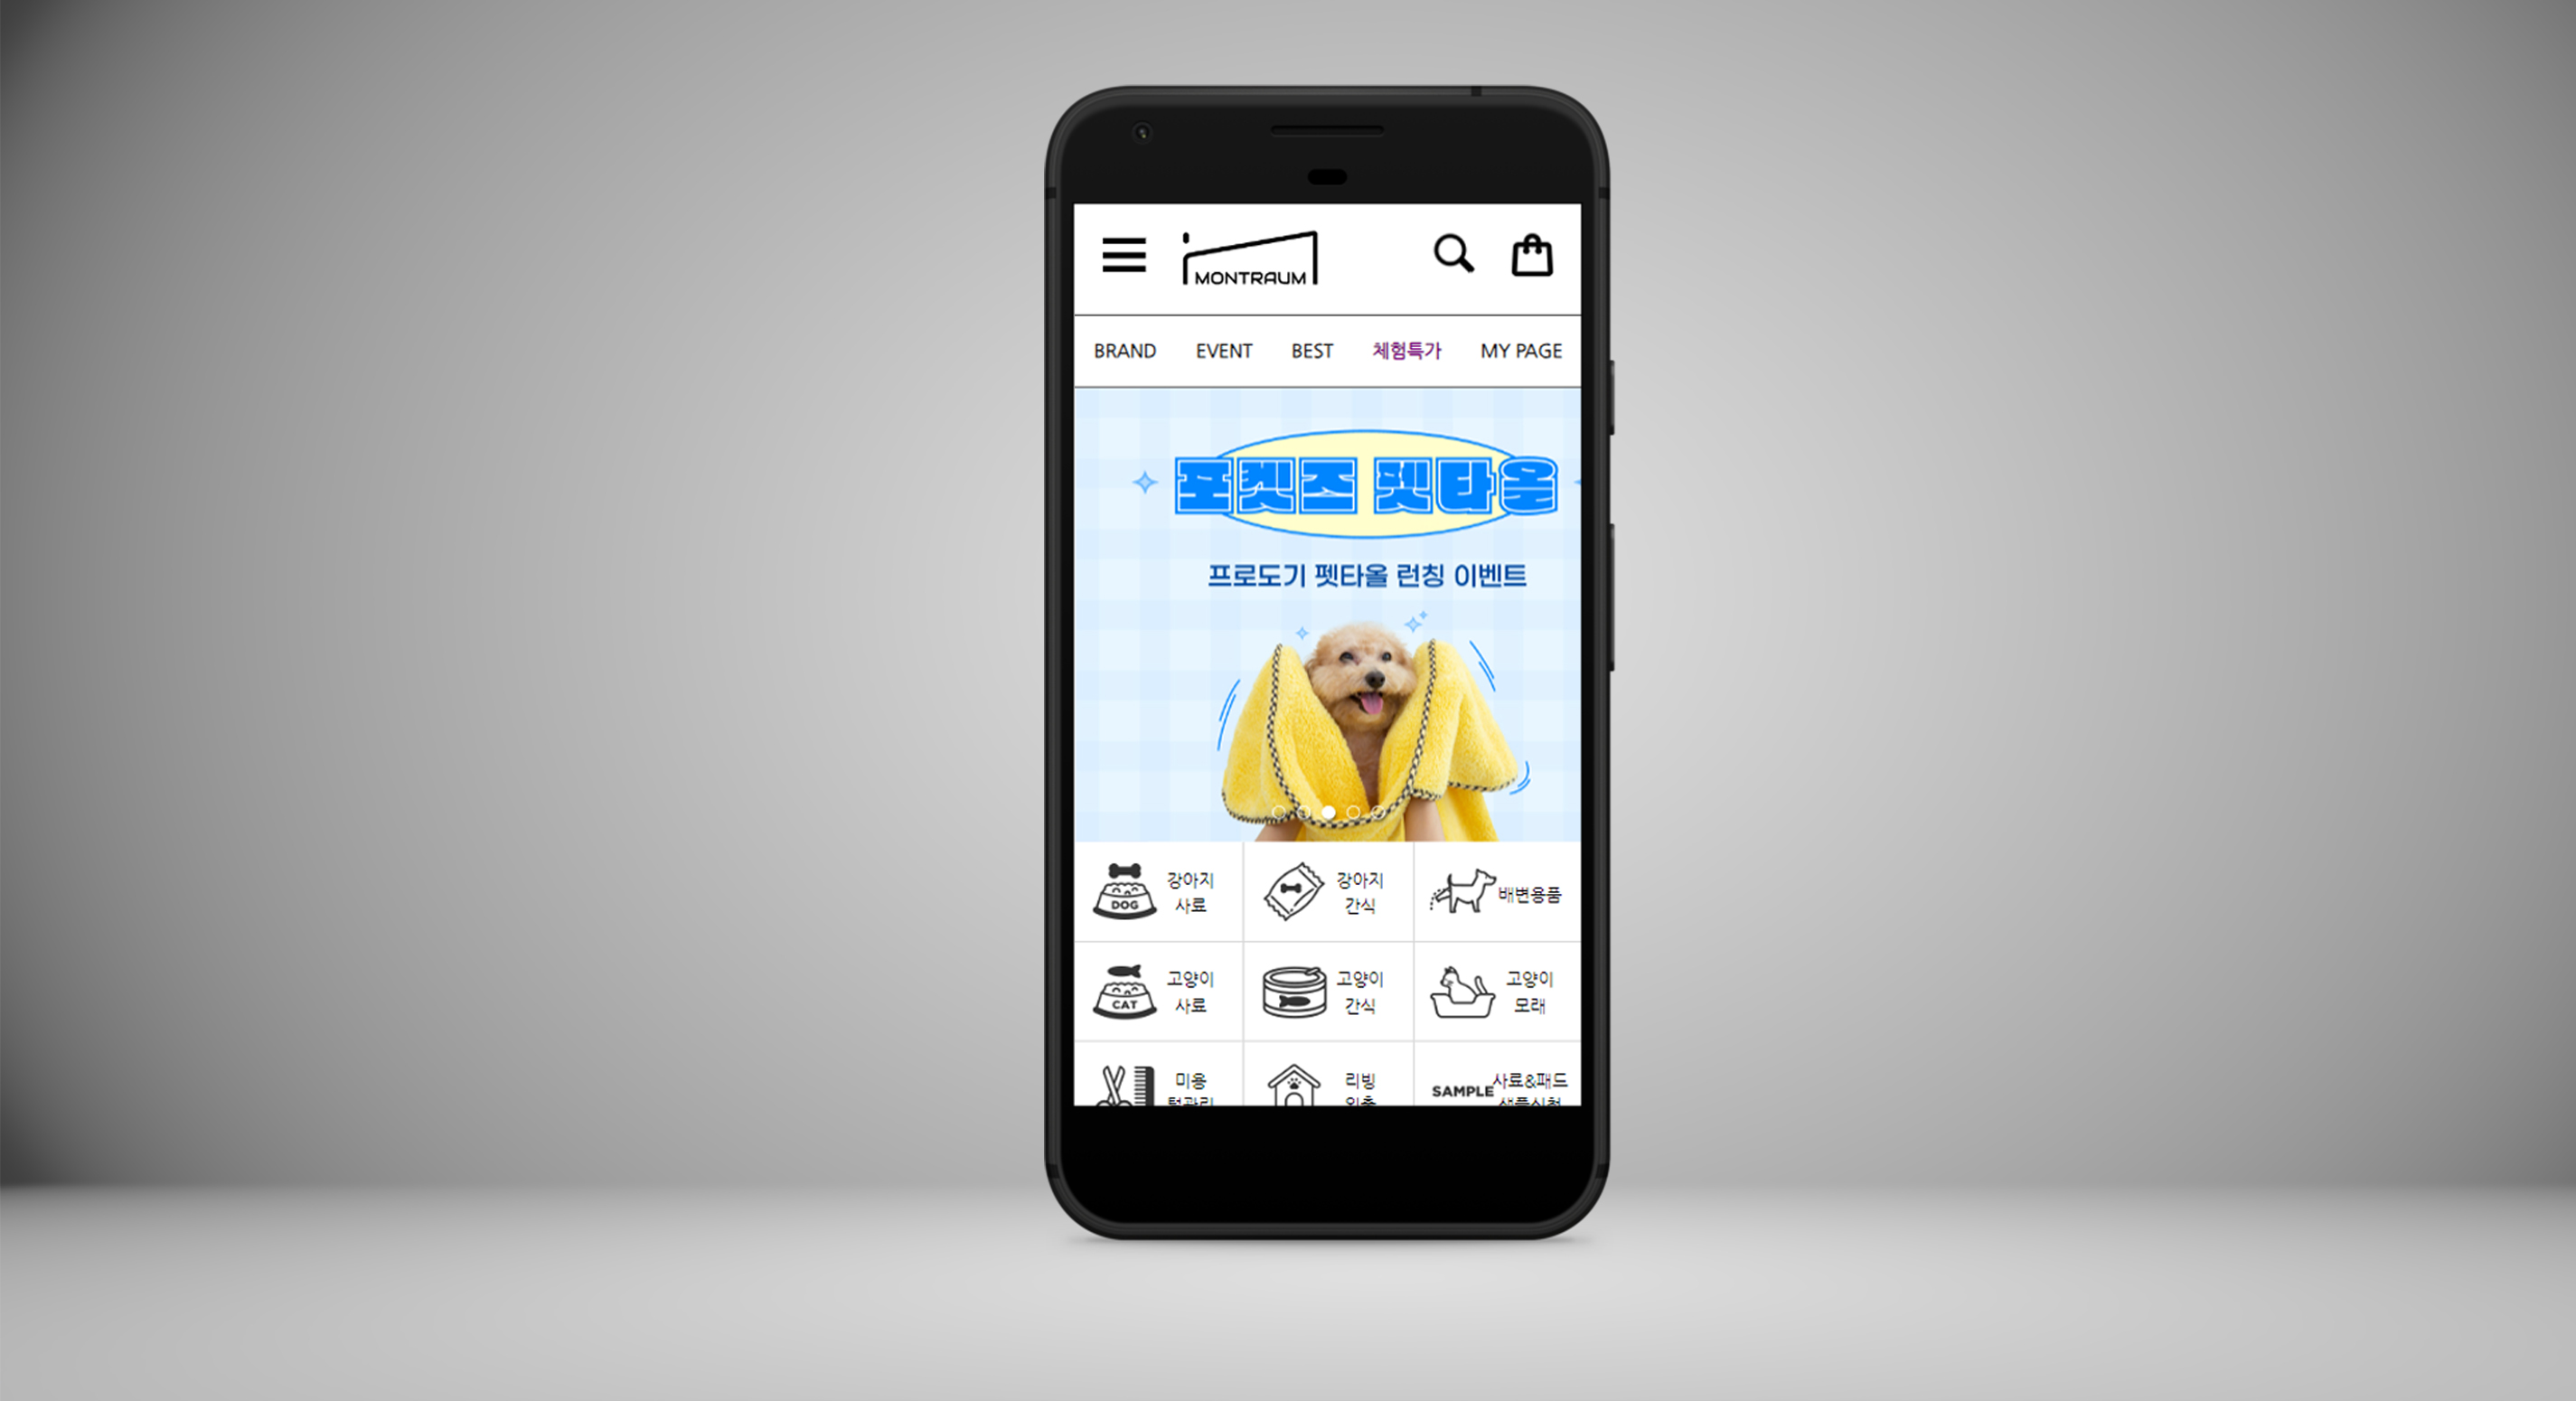 MONTRAUM
BRAND EVENT BEST 체험특가 MY PAGE
포켓즈 펫타올
프로도기 펫타올 런칭 이벤트
DOG
강아지
사료
강아지
간식
배변용품
CAT
고양이
사료
고양이
간식
고양이
모래
미용
리빙
SAMPLE
사료&패드